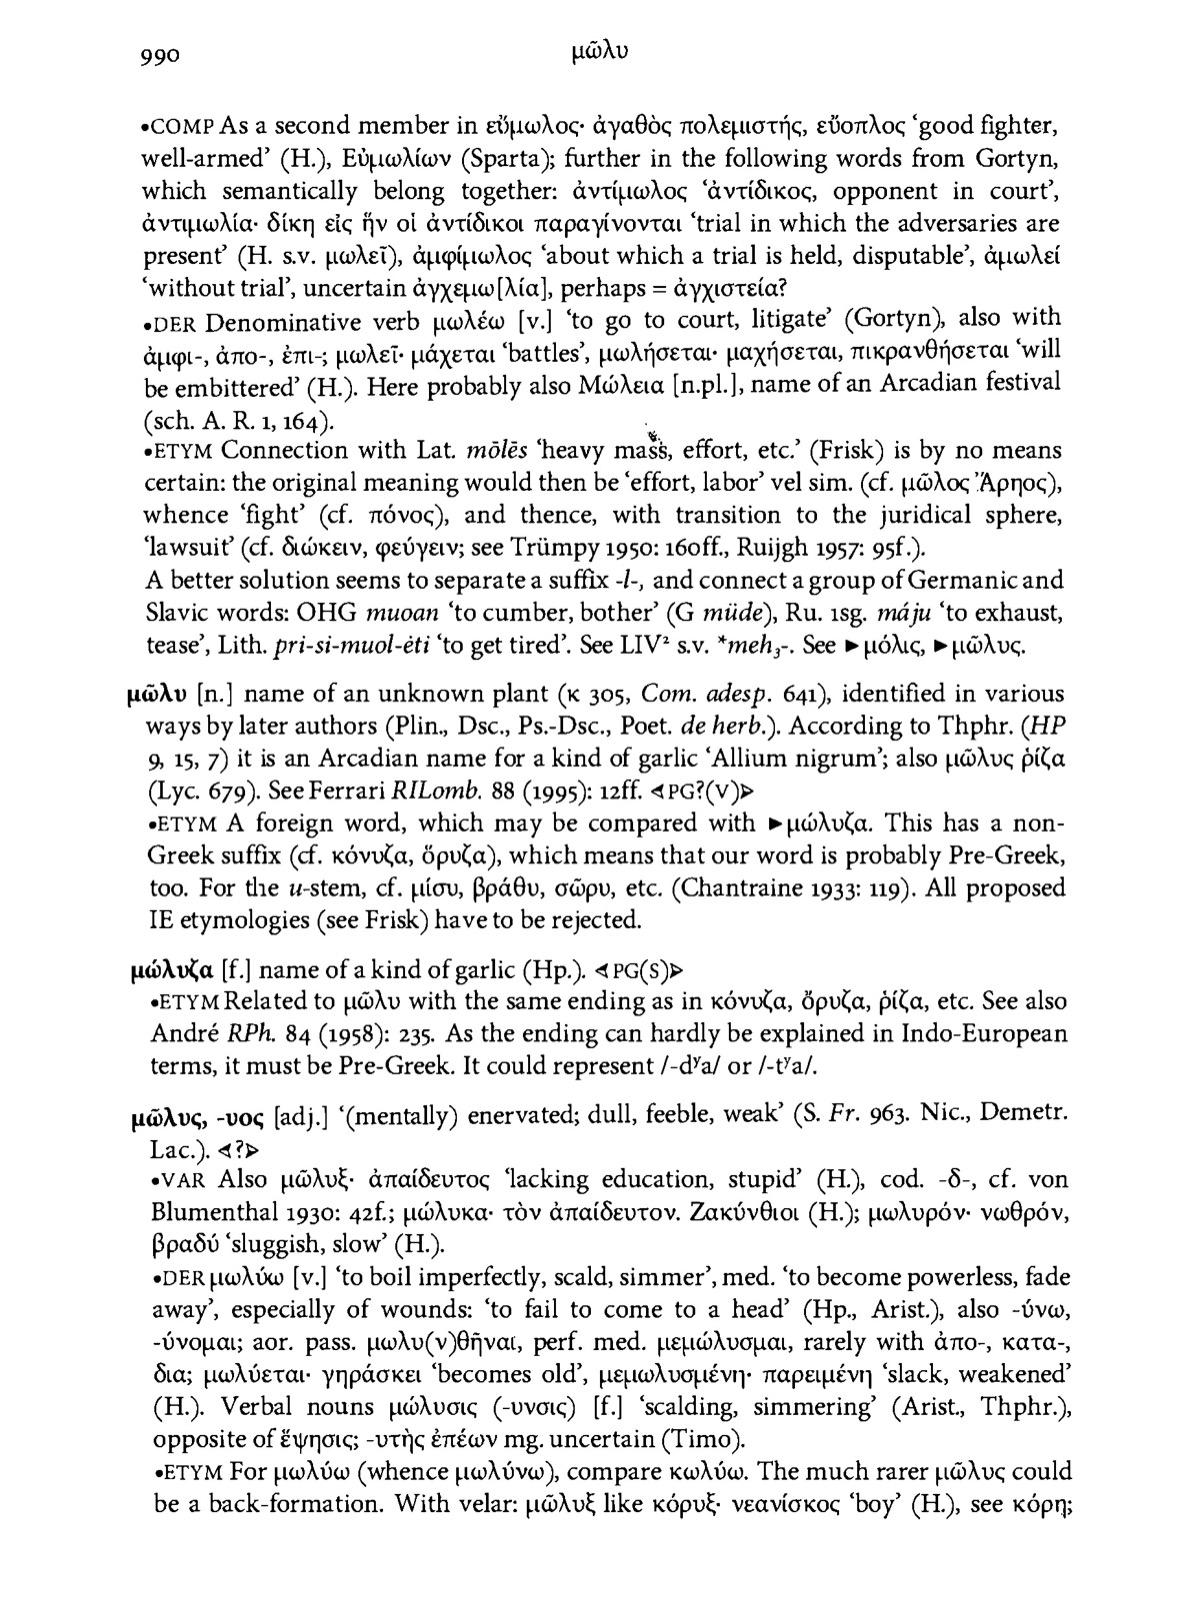 990
μῶλυ
•COMP As a second member in εὔμωλος· ἀγαθὸς πολεμιστής, εὔοπλος ‘good fighter,
well-armed’ (H.), Εὐμωλίων (Sparta); further in the following words from Gortyn,
which semantically belong together: ἀντίμωλος ‘ἀντίδικος, opponent in court’,
ἀντιμωλία· δίκη εἰς ἥν οἱ ἀντίδικοι παραγίνονται ‘trial in which the adversaries are
present’ (H. s.v. μωλεῖ), ἀμφίμωλος ‘about which a trial is held, disputable’, ἀμωλεί
‘without trial’, uncertain ἀγχεμω[λία], perhaps = ἀγχιστεία?
•DER Denominative verb μωλέω [v.] ‘to go to court, litigate’ (Gortyn), also with
ἀμφι-, ἀπο-, ἐπι-; μωλεῖ· μάχεται ‘battles’, μωλήσεται· μαχήσεται, πικρανθήσεται ‘will
be embittered’ (H.). Here probably also Μώλεια [n.pl.], name of an Arcadian festival
(sch. A. R. 1, 164).
•ETYM Connection with Lat. mōlēs ‘heavy mass, effort, etc.’ (Frisk) is by no means
certain: the original meaning would then be ‘effort, labor’ vel sim. (cf. μῶλος Ἄρηος),
whence ‘fight’ (cf. πόνος), and thence, with transition to the juridical sphere,
‘lawsuit’ (cf. διώκειν, φεύγειν; see Trümpy 1950: 160ff., Ruijgh 1957: 95f.).
A better solution seems to separate a suffix -l-, and connect a group of Germanic and
Slavic words: OHG muoan ‘to cumber, bother’ (G müde), Ru. 1sg. máju ‘to exhaust,
tease’, Lith. pri-si-muol-ėti ‘to get tired’. See LIV² s.v. *meh₃-. See ►μόλις, ►μῶλυς.
μῶλυ [n.] name of an unknown plant (κ 305, Com. adesp. 641), identified in various
ways by later authors (Plin., Dsc., Ps.-Dsc., Poet. de herb.). According to Thphr. (HP
9, 15, 7) it is an Arcadian name for a kind of garlic ‘Allium nigrum’; also μῶλυς ῥίζα
(Lyc. 679). See Ferrari RILomb. 88 (1995): 12ff. ⊲PG?(V)⊳
•ETYM A foreign word, which may be compared with ►μώλυζα. This has a non-
Greek suffix (cf. κόνυζα, ὄρυζα), which means that our word is probably Pre-Greek,
too. For the u-stem, cf. μίσυ, βράθυ, σῶρυ, etc. (Chantraine 1933: 119). All proposed
IE etymologies (see Frisk) have to be rejected.
μώλυζα [f.] name of a kind of garlic (Hp.). ⊲PG(S)⊳
•ETYM Related to μῶλυ with the same ending as in κόνυζα, ὄρυζα, ῥίζα, etc. See also
André RPh. 84 (1958): 235. As the ending can hardly be explained in Indo-European
terms, it must be Pre-Greek. It could represent /-dʸa/ or /-tʸa/.
μῶλυς, -υος [adj.] ‘(mentally) enervated; dull, feeble, weak’ (S. Fr. 963. Nic., Demetr.
Lac.). ⊲?⊳
•VAR Also μῶλυξ· ἀπαίδευτος ‘lacking education, stupid’ (H.), cod. -δ-, cf. von
Blumenthal 1930: 42f.; μώλυκα· τὸν ἀπαίδευτον. Ζακύνθιοι (H.); μωλυρόν· νωθρόν,
βραδύ ‘sluggish, slow’ (H.).
•DER μωλύω [v.] ‘to boil imperfectly, scald, simmer’, med. ‘to become powerless, fade
away’, especially of wounds: ‘to fail to come to a head’ (Hp., Arist.), also -ύνω,
-ύνομαι; aor. pass. μωλυ(ν)θῆναι, perf. med. μεμώλυσμαι, rarely with ἀπο-, κατα-,
δια; μωλύεται· γηράσκει ‘becomes old’, μεμωλυσμένη· παρειμένη ‘slack, weakened’
(H.). Verbal nouns μώλυσις (-υνσις) [f.] ‘scalding, simmering’ (Arist., Thphr.),
opposite of ἕψησις; -υτὴς ἐπέων mg. uncertain (Timo).
•ETYM For μωλύω (whence μωλύνω), compare κωλύω. The much rarer μῶλυς could
be a back-formation. With velar: μῶλυξ like κόρυξ· νεανίσκος ‘boy’ (H.), see κόρη;